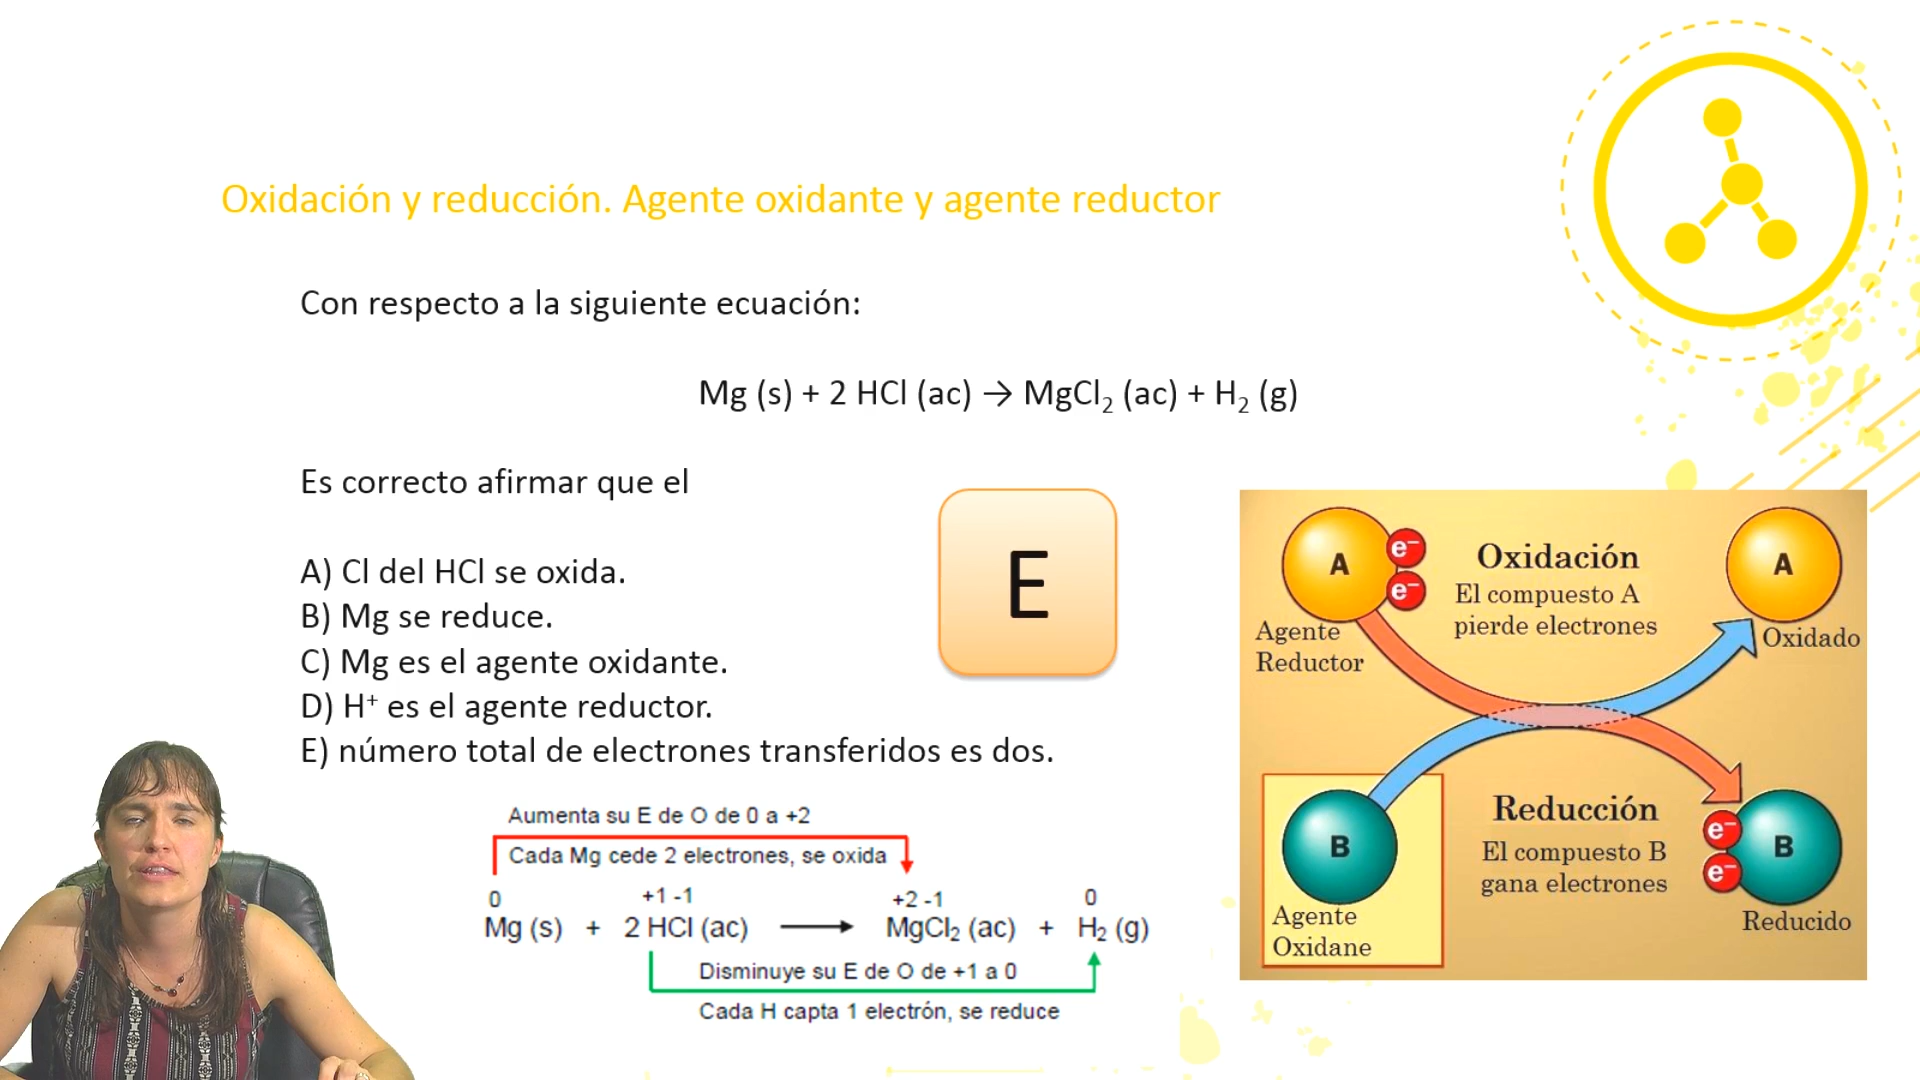 Oxidación y reducción. Agente oxidante y agente reductor
Con respecto a la siguiente ecuación:
Mg (s) + 2 HCl (ac) → MgCl₂ (ac) + H₂ (g)
Es correcto afirmar que el
A) Cl del HCl se oxida.
B) Mg se reduce.
C) Mg es el agente oxidante.
D) H⁺ es el agente reductor.
E) número total de electrones transferidos es dos.
E
Aumenta su E de O de 0 a +2
Cada Mg cede 2 electrones, se oxida
0 +1 -1 +2 -1 0
Mg (s) + 2 HCl (ac) ⟶ MgCl₂ (ac) + H₂ (g)
Disminuye su E de O de +1 a 0
Cada H capta 1 electrón, se reduce
A
e⁻
e⁻
Agente
Reductor
Oxidación
El compuesto A
pierde electrones
A
Oxidado
B
Agente
Oxidane
Reducción
El compuesto B
gana electrones
e⁻
e⁻
B
Reducido